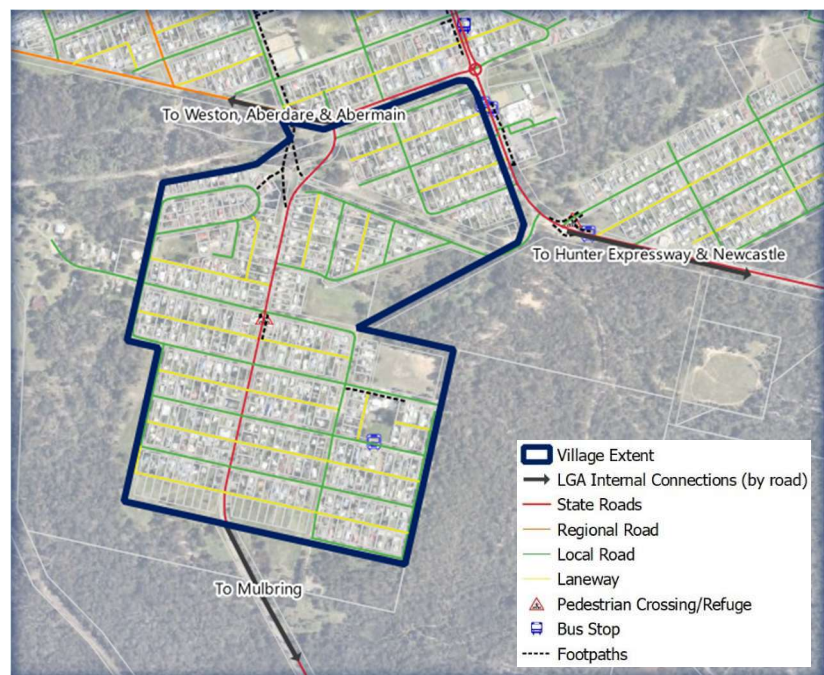 To Weston, Aberdare & Abermain
To Hunter Expressway & Newcastle
To Mulbring
Village Extent
LGA Internal Connections (by road)
State Roads
Regional Road
Local Road
Laneway
Pedestrian Crossing/Refuge
Bus Stop
Footpaths